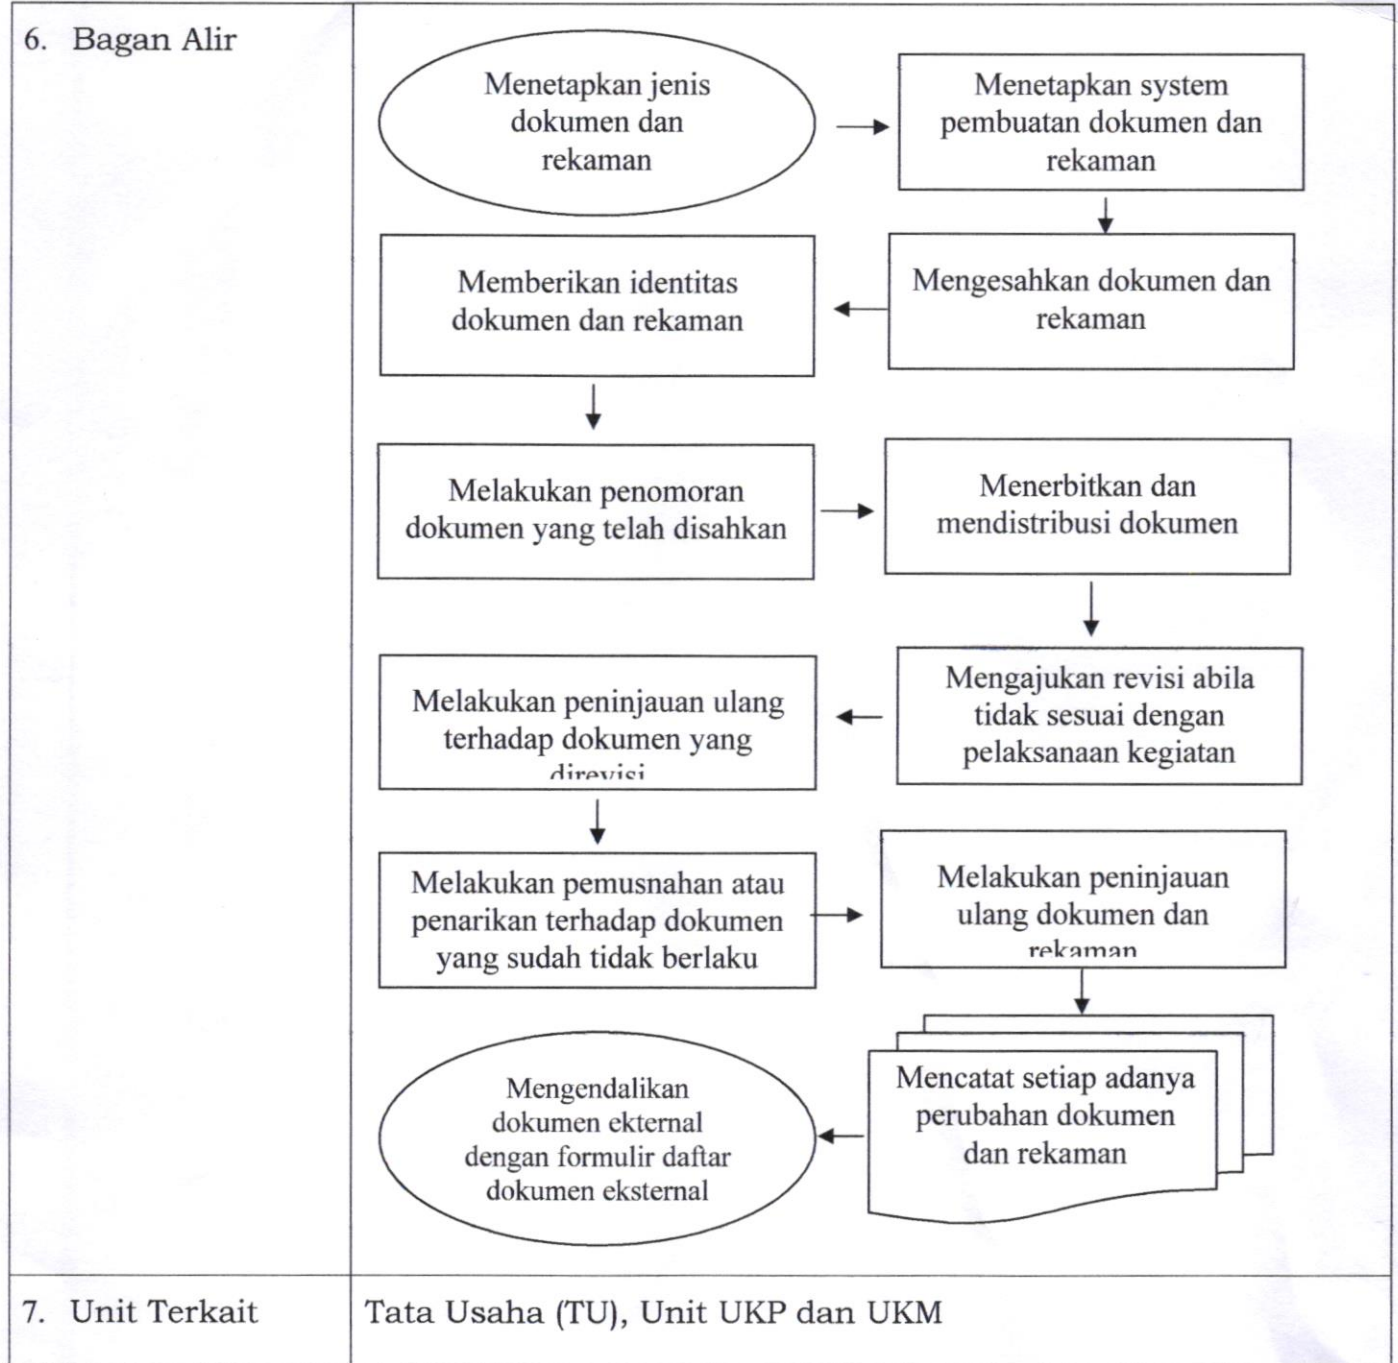 6. Bagan Alir
Menetapkan jenis
dokumen dan
rekaman
Menetapkan system
pembuatan dokumen dan
rekaman
Mengesahkan dokumen dan
rekaman
Memberikan identitas
dokumen dan rekaman
Melakukan penomoran
dokumen yang telah disahkan
Menerbitkan dan
mendistribusi dokumen
Mengajukan revisi abila
tidak sesuai dengan
pelaksanaan kegiatan
Melakukan peninjauan ulang
terhadap dokumen yang
direvisi
Melakukan pemusnahan atau
penarikan terhadap dokumen
yang sudah tidak berlaku
Melakukan peninjauan
ulang dokumen dan
rekaman
Mencatat setiap adanya
perubahan dokumen
dan rekaman
Mengendalikan
dokumen ekternal
dengan formulir daftar
dokumen eksternal
7. Unit Terkait
Tata Usaha (TU), Unit UKP dan UKM